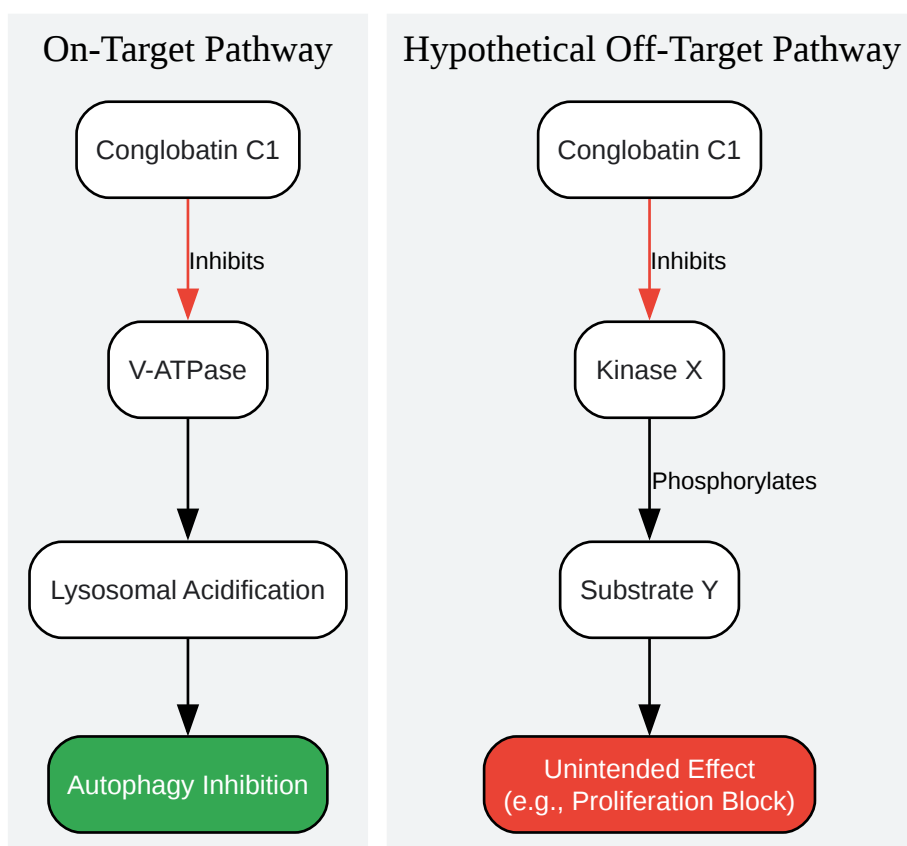 On-Target Pathway
Conglobatin C1
Inhibits
V-ATPase
Lysosomal Acidification
Autophagy Inhibition
Hypothetical Off-Target Pathway
Conglobatin C1
Inhibits
Kinase X
Phosphorylates
Substrate Y
Unintended Effect
(e.g., Proliferation Block)